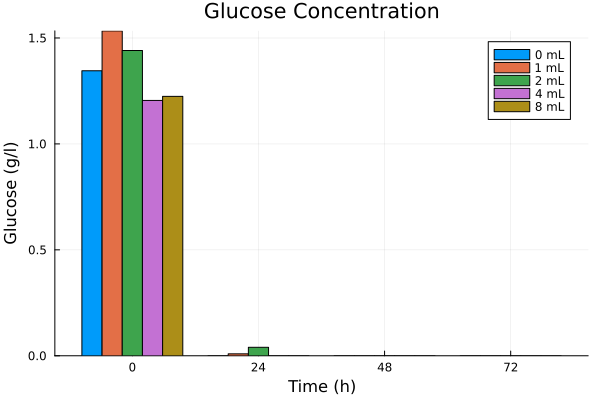 Glucose Concentration
1.5
1.0
0.5
0.0
Glucose (g/l)
0 mL
1 mL
2 mL
4 mL
8 mL
0 24 48 72
Time (h)